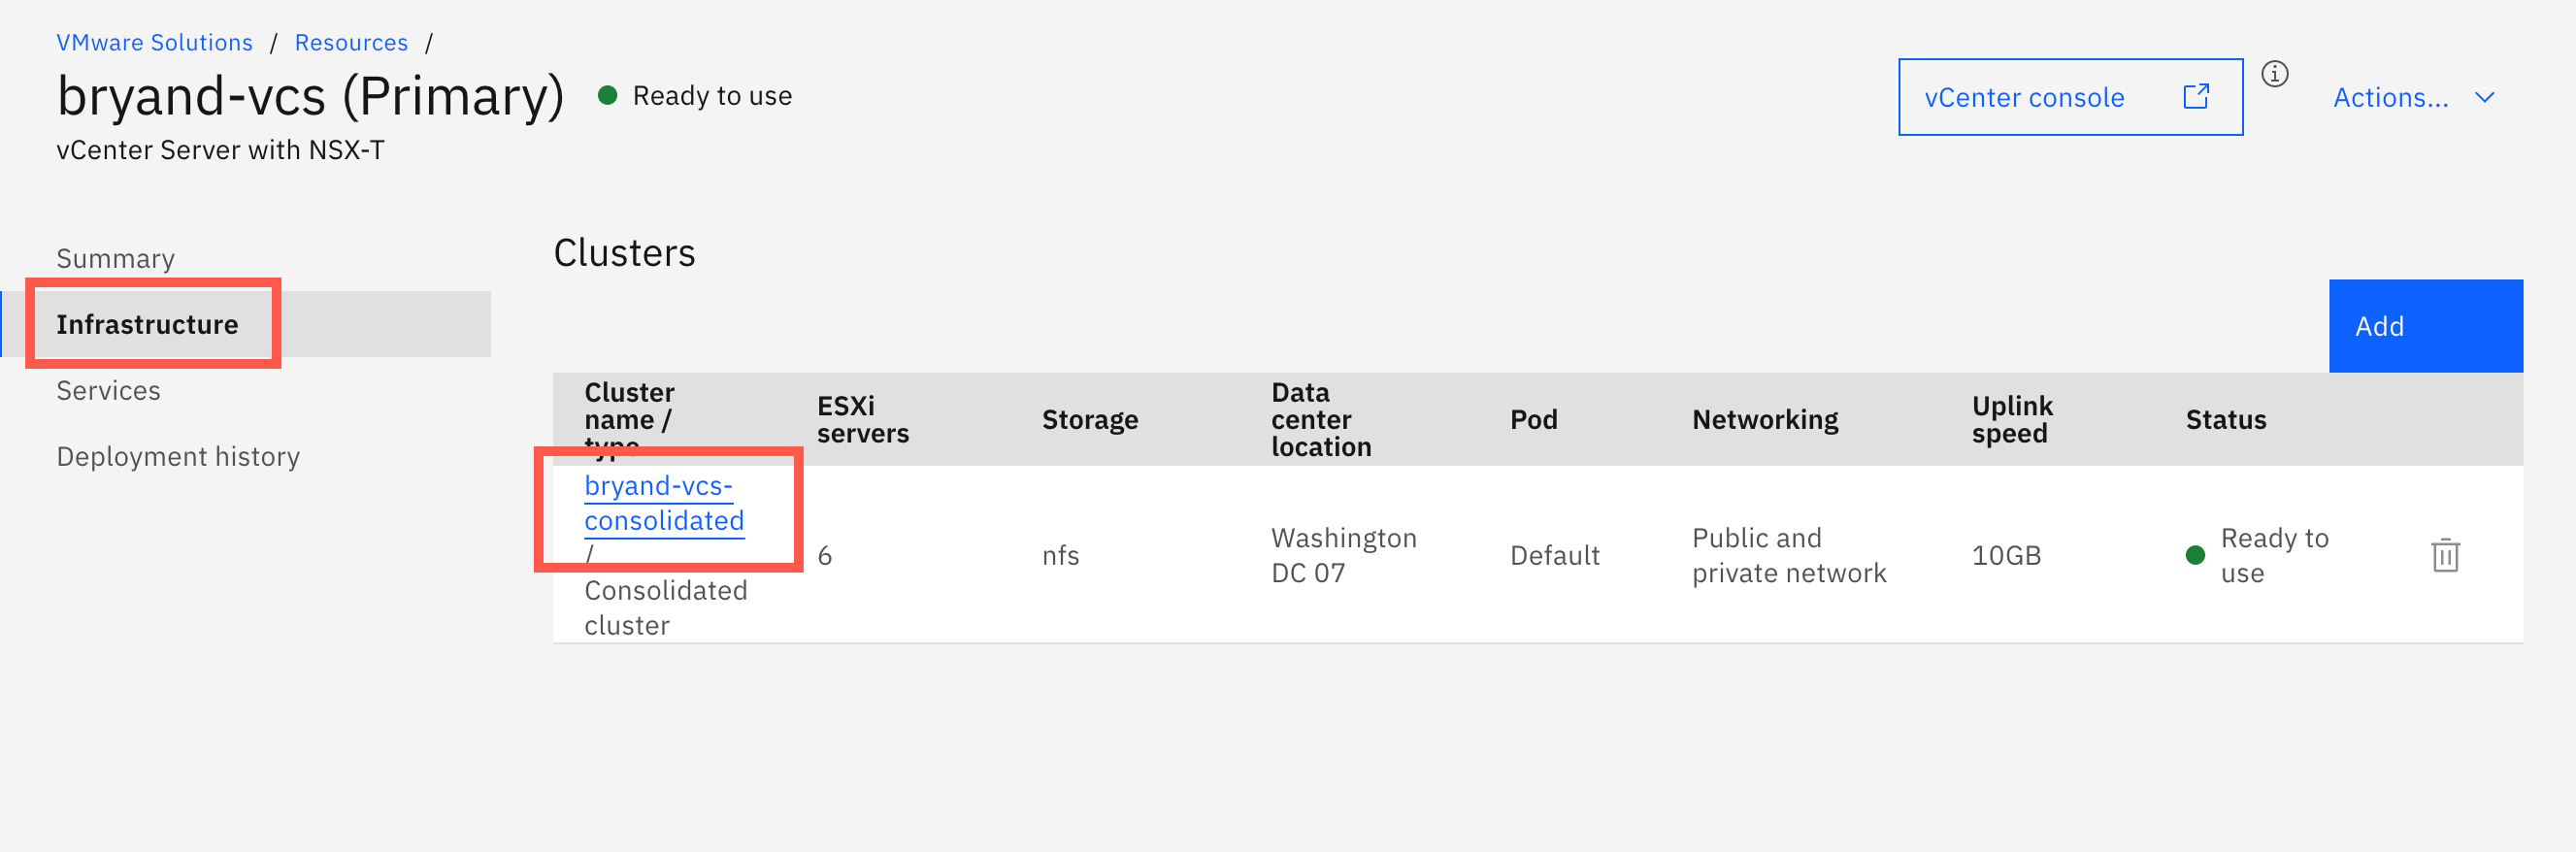 VMware Solutions / Resources /
bryand-vcs (Primary) Ready to use
vCenter Server with NSX-T
vCenter console
Actions...
Summary
Infrastructure
Services
Deployment history
Clusters
Add
Cluster name / type
ESXi servers
Storage
Data center location
Pod
Networking
Uplink speed
Status
bryand-vcs-
consolidated
/
Consolidated
cluster
6
nfs
Washington
DC 07
Default
Public and
private network
10GB
Ready to
use